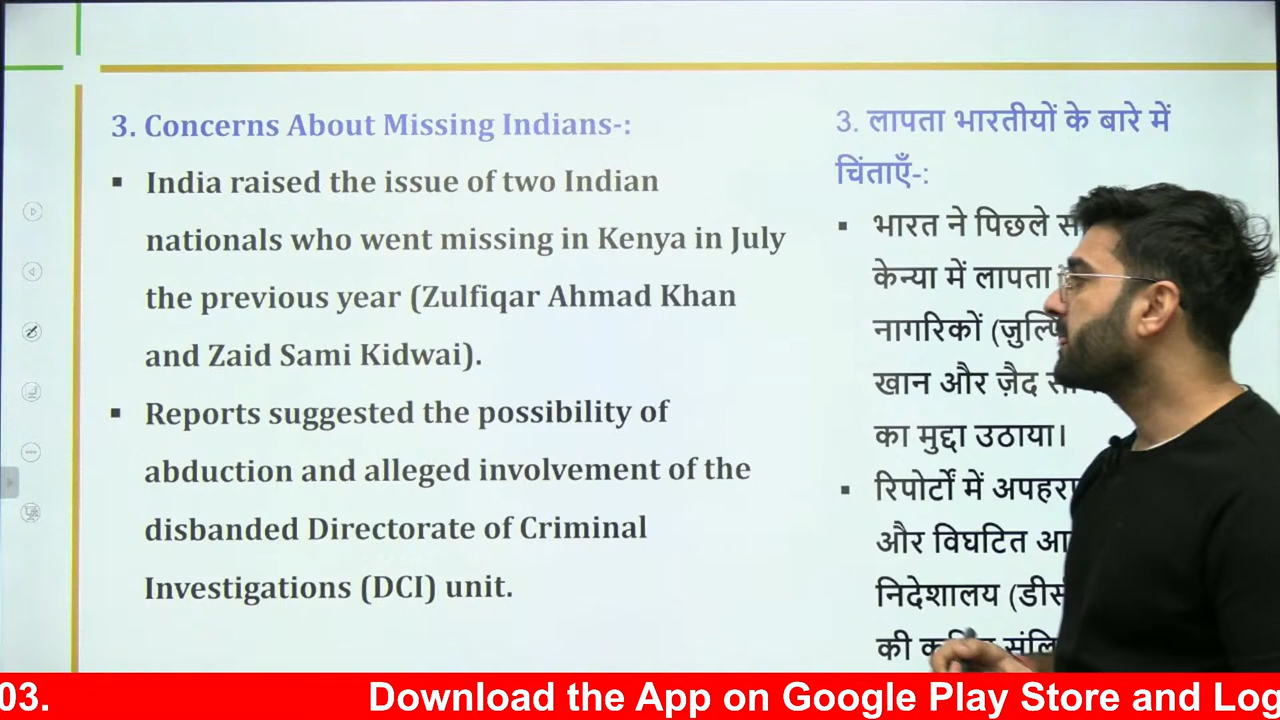 3. Concerns About Missing Indians-:
▪ India raised the issue of two Indian
nationals who went missing in Kenya in July
the previous year (Zulfiqar Ahmad Khan
and Zaid Sami Kidwai).
▪ Reports suggested the possibility of
abduction and alleged involvement of the
disbanded Directorate of Criminal
Investigations (DCI) unit.
3. लापता भारतीयों के बारे में
चिंताएँ-:
▪ भारत ने पिछले
केन्या में लापता
नागरिकों
खान और ज़ैद
का मुद्दा उठाया।
▪ रिपोर्टों में
और विघटित
निदेशालय
की
03. Download the App on Google Play Store and Log